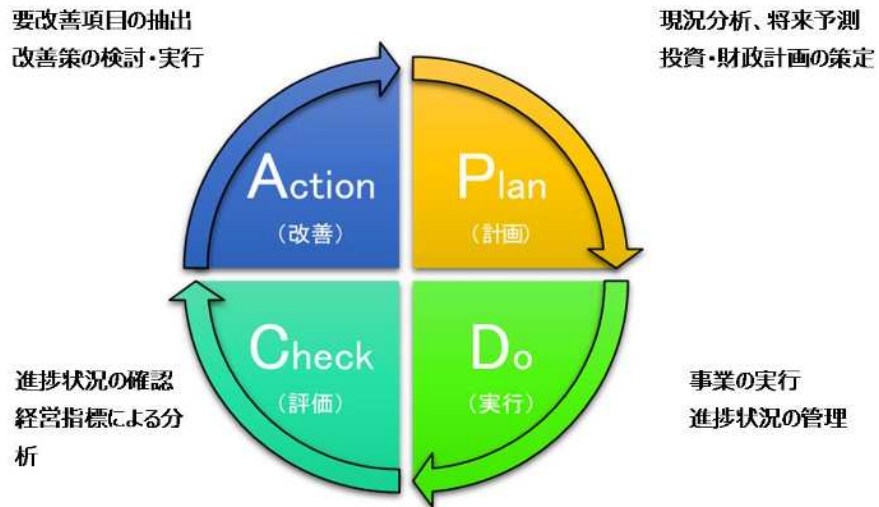 要改善項目の抽出
改善策の検討・実行
現況分析、将来予測
投資・財政計画の策定
Action
(改善)
Plan
(計画)
Check
(評価)
Do
(実行)
進捗状況の確認
経営指標による分
析
事業の実行
進捗状況の管理